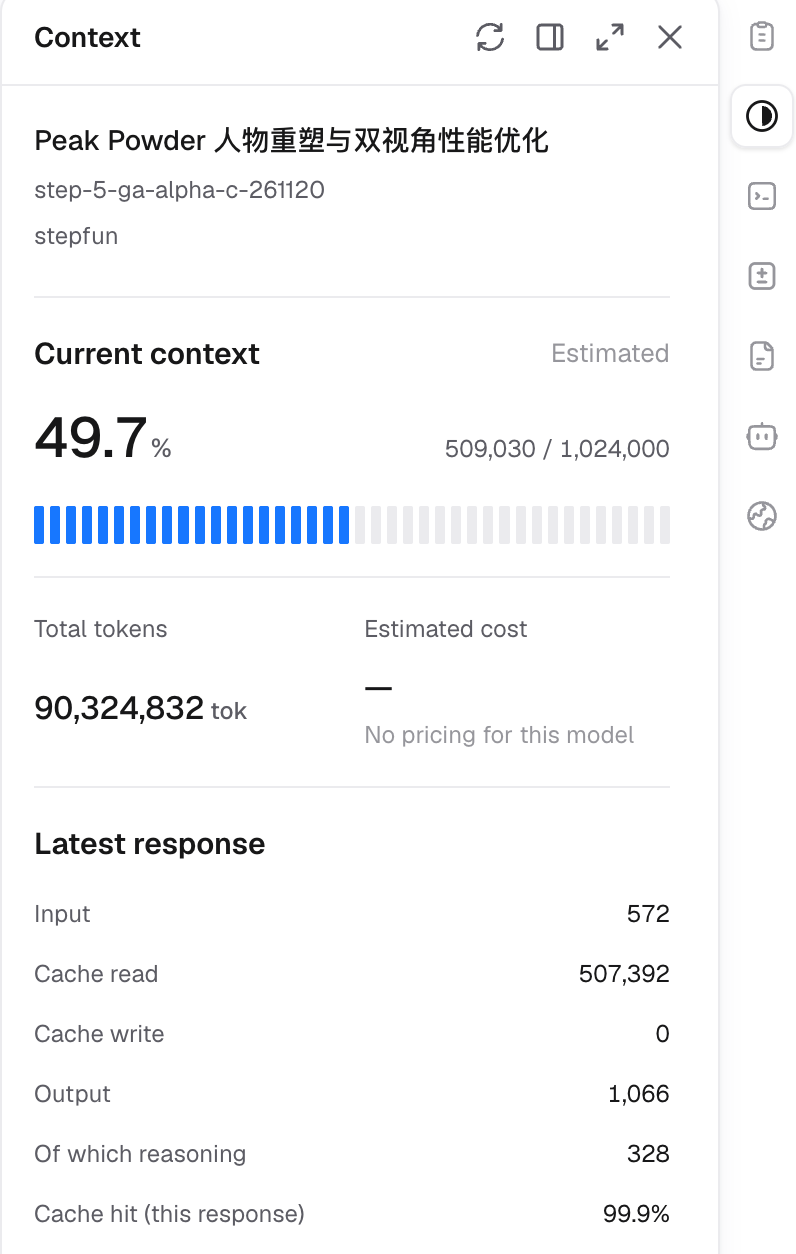 Context
Peak Powder 人物重塑与双视角性能优化
step-5-ga-alpha-c-261120
stepfun
Current context
Estimated
49.7 %
509,030 / 1,024,000
Total tokens
Estimated cost
90,324,832 tok
—
No pricing for this model
Latest response
Input 572
Cache read 507,392
Cache write 0
Output 1,066
Of which reasoning 328
Cache hit (this response) 99.9%